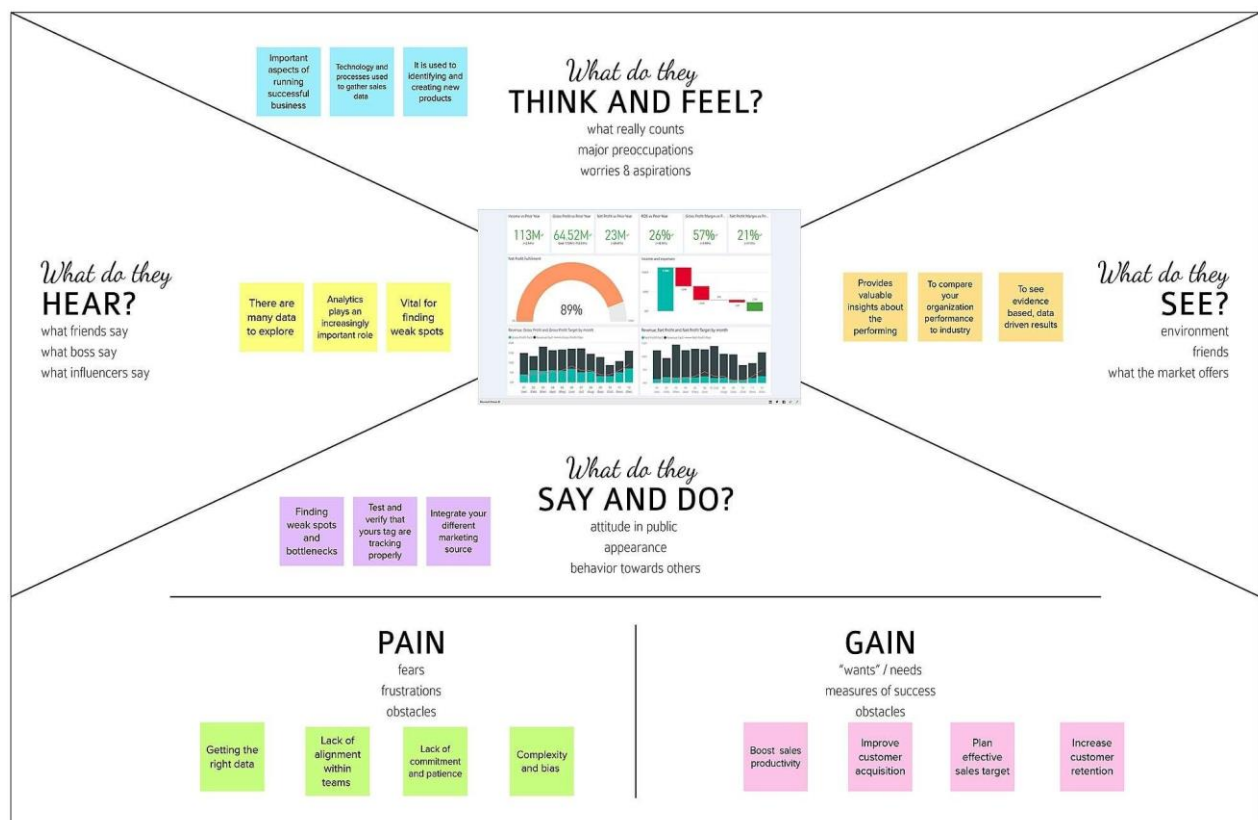 Important
aspects of
running
successful
business
Technology and
processes used
to gather sales
data
It is used to
identifying and
creating new
products
What do they
THINK AND FEEL?
what really counts
major preoccupations
worries & aspirations
What do they
HEAR?
what friends say
what boss say
what influencers say
There are
many data
to explore
Analytics
plays an
increasingly
important role
Vital for
finding
weak spots
113M
64.52M
23M
26%
57%
21%
89%
Provides
valuable
insights about
the
performing
To compare
your
organization
performance
to industry
To see
evidence
based, data
driven results
What do they
SEE?
environment
friends
what the market offers
What do they
SAY AND DO?
attitude in public
appearance
behavior towards others
Finding
weak spots
and
bottlenecks
Test and
verify that
yours tag are
tracking
properly
Integrate your
different
marketing
source
PAIN
fears
frustrations
obstacles
Getting the
right data
Lack of
alignment
within
teams
Lack of
commitment
and patience
Complexity
and bias
GAIN
"wants" / needs
measures of success
obstacles
Boost sales
productivity
Improve
customer
acquisition
Plan
effective
sales target
Increase
customer
retention